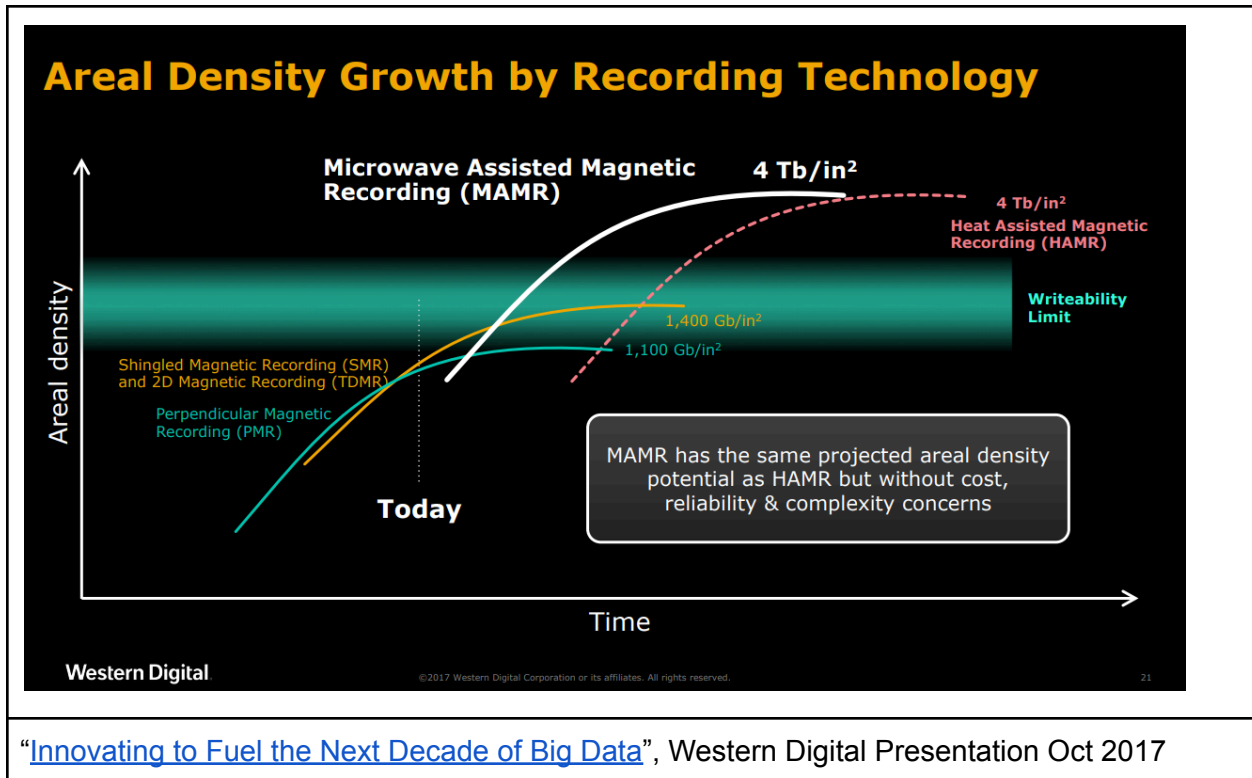 Areal Density Growth by Recording Technology
Microwave Assisted Magnetic
Recording (MAMR)
4 Tb/in²
4 Tb/in²
Heat Assisted Magnetic
Recording (HAMR)
Writeability
Limit
1,400 Gb/in²
1,100 Gb/in²
Shingled Magnetic Recording (SMR)
and 2D Magnetic Recording (TDMR)
Perpendicular Magnetic
Recording (PMR)
Areal density
Today
MAMR has the same projected areal density
potential as HAMR but without cost,
reliability & complexity concerns
Time
Western Digital.
©2017 Western Digital Corporation or its affiliates. All rights reserved.
21
“Innovating to Fuel the Next Decade of Big Data”, Western Digital Presentation Oct 2017